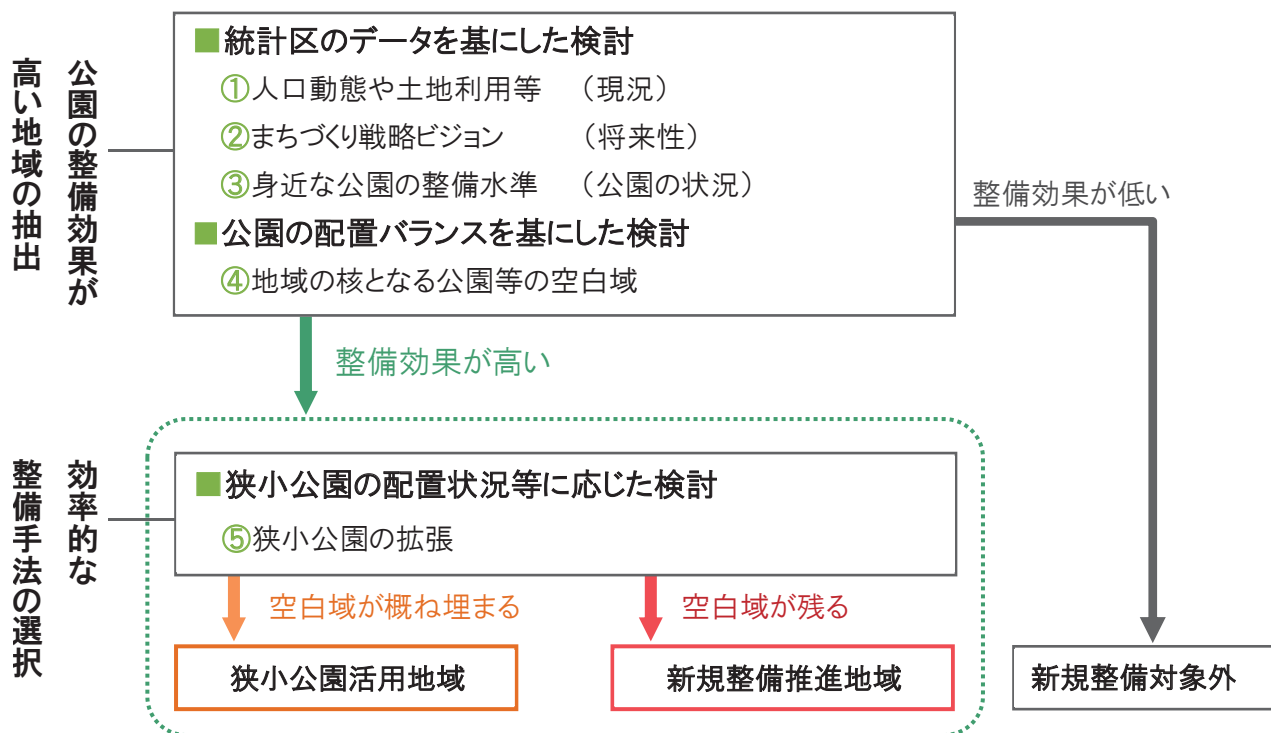 公園の整備効果が
高い地域の抽出
■統計区のデータを基にした検討
①人口動態や土地利用等　（現況）
②まちづくり戦略ビジョン　（将来性）
③身近な公園の整備水準　（公園の状況）
■公園の配置バランスを基にした検討
④地域の核となる公園等の空白域
整備効果が低い
整備効果が高い
効率的な
整備手法の選択
■狭小公園の配置状況等に応じた検討
⑤狭小公園の拡張
空白域が概ね埋まる
空白域が残る
狭小公園活用地域
新規整備推進地域
新規整備対象外